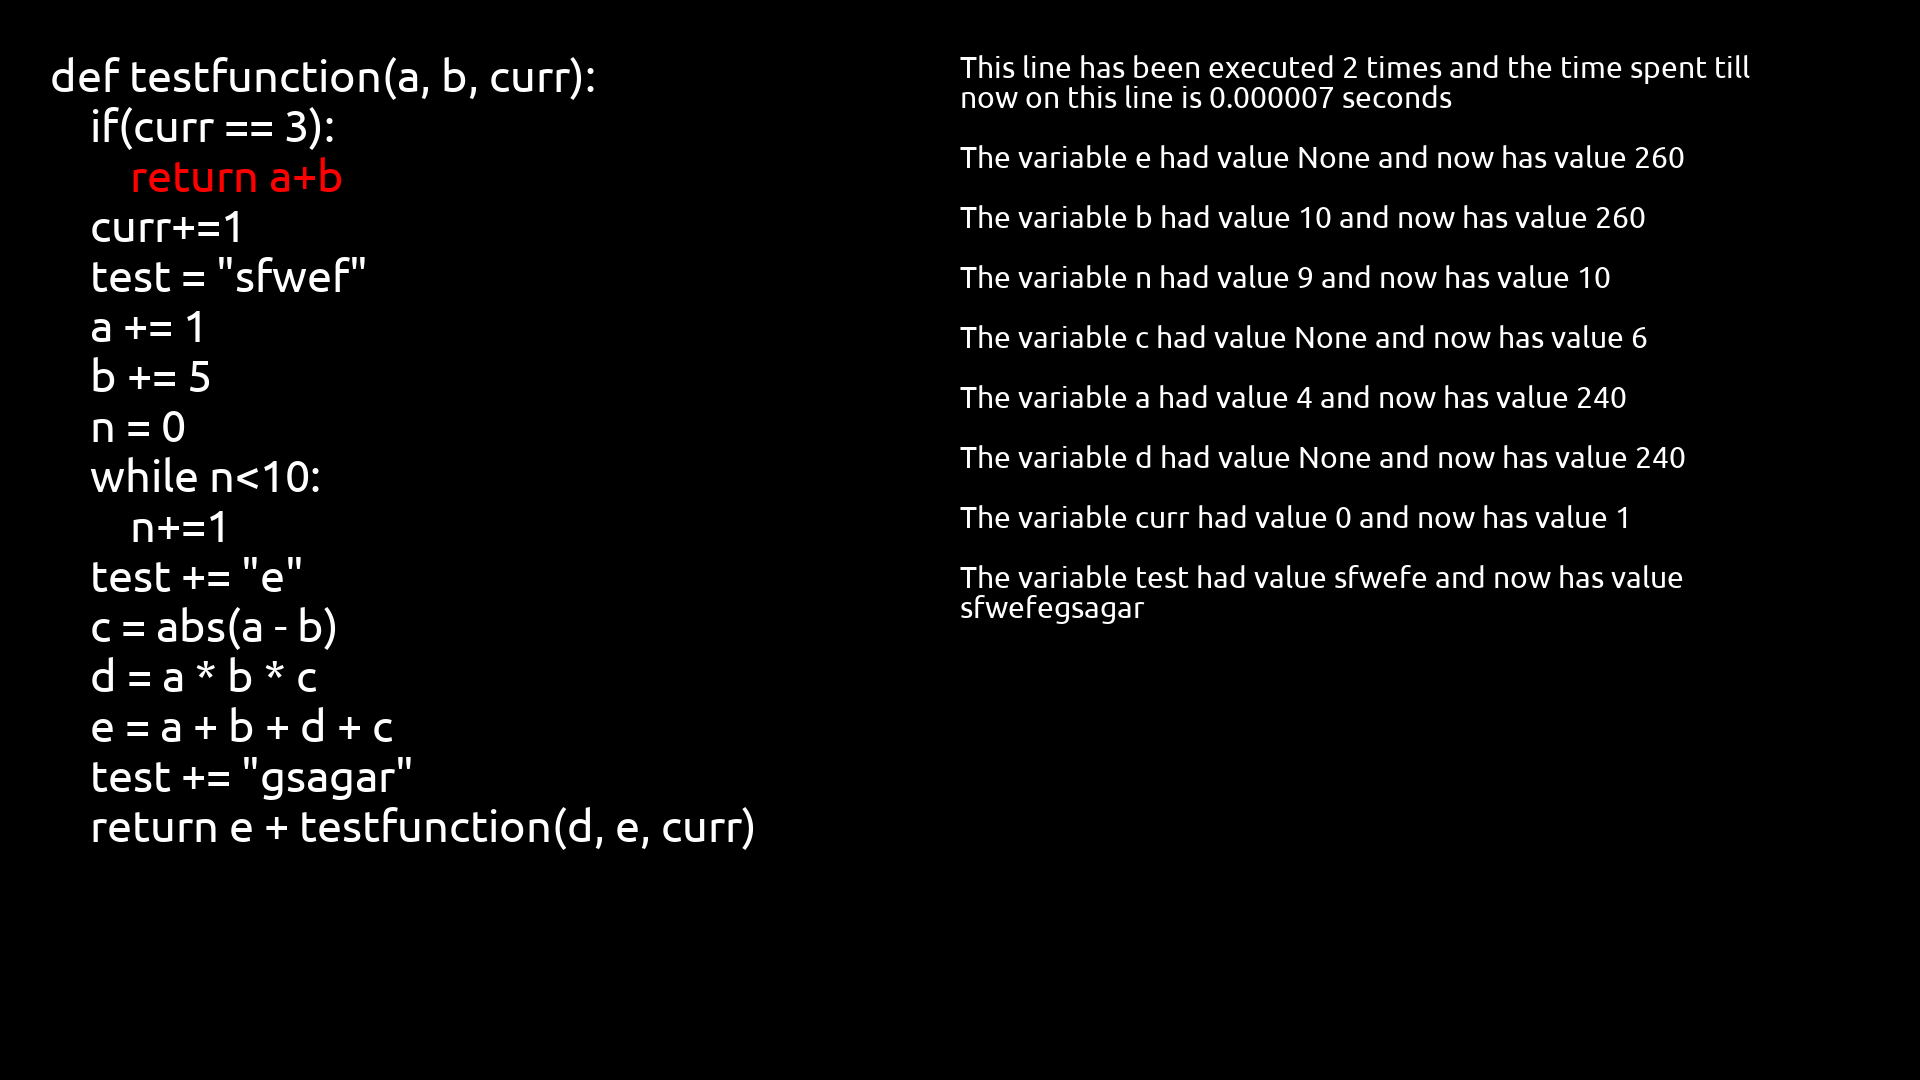 def testfunction(a, b, curr):
    if(curr == 3):
        return a+b
    curr+=1
    test = "sfwef"
    a += 1
    b += 5
    n = 0
    while n<10:
        n+=1
    test += "e"
    c = abs(a - b)
    d = a * b * c
    e = a + b + d + c
    test += "gsagar"
    return e + testfunction(d, e, curr)
This line has been executed 2 times and the time spent till
now on this line is 0.000007 seconds
The variable e had value None and now has value 260
The variable b had value 10 and now has value 260
The variable n had value 9 and now has value 10
The variable c had value None and now has value 6
The variable a had value 4 and now has value 240
The variable d had value None and now has value 240
The variable curr had value 0 and now has value 1
The variable test had value sfwefe and now has value
sfwefegsagar